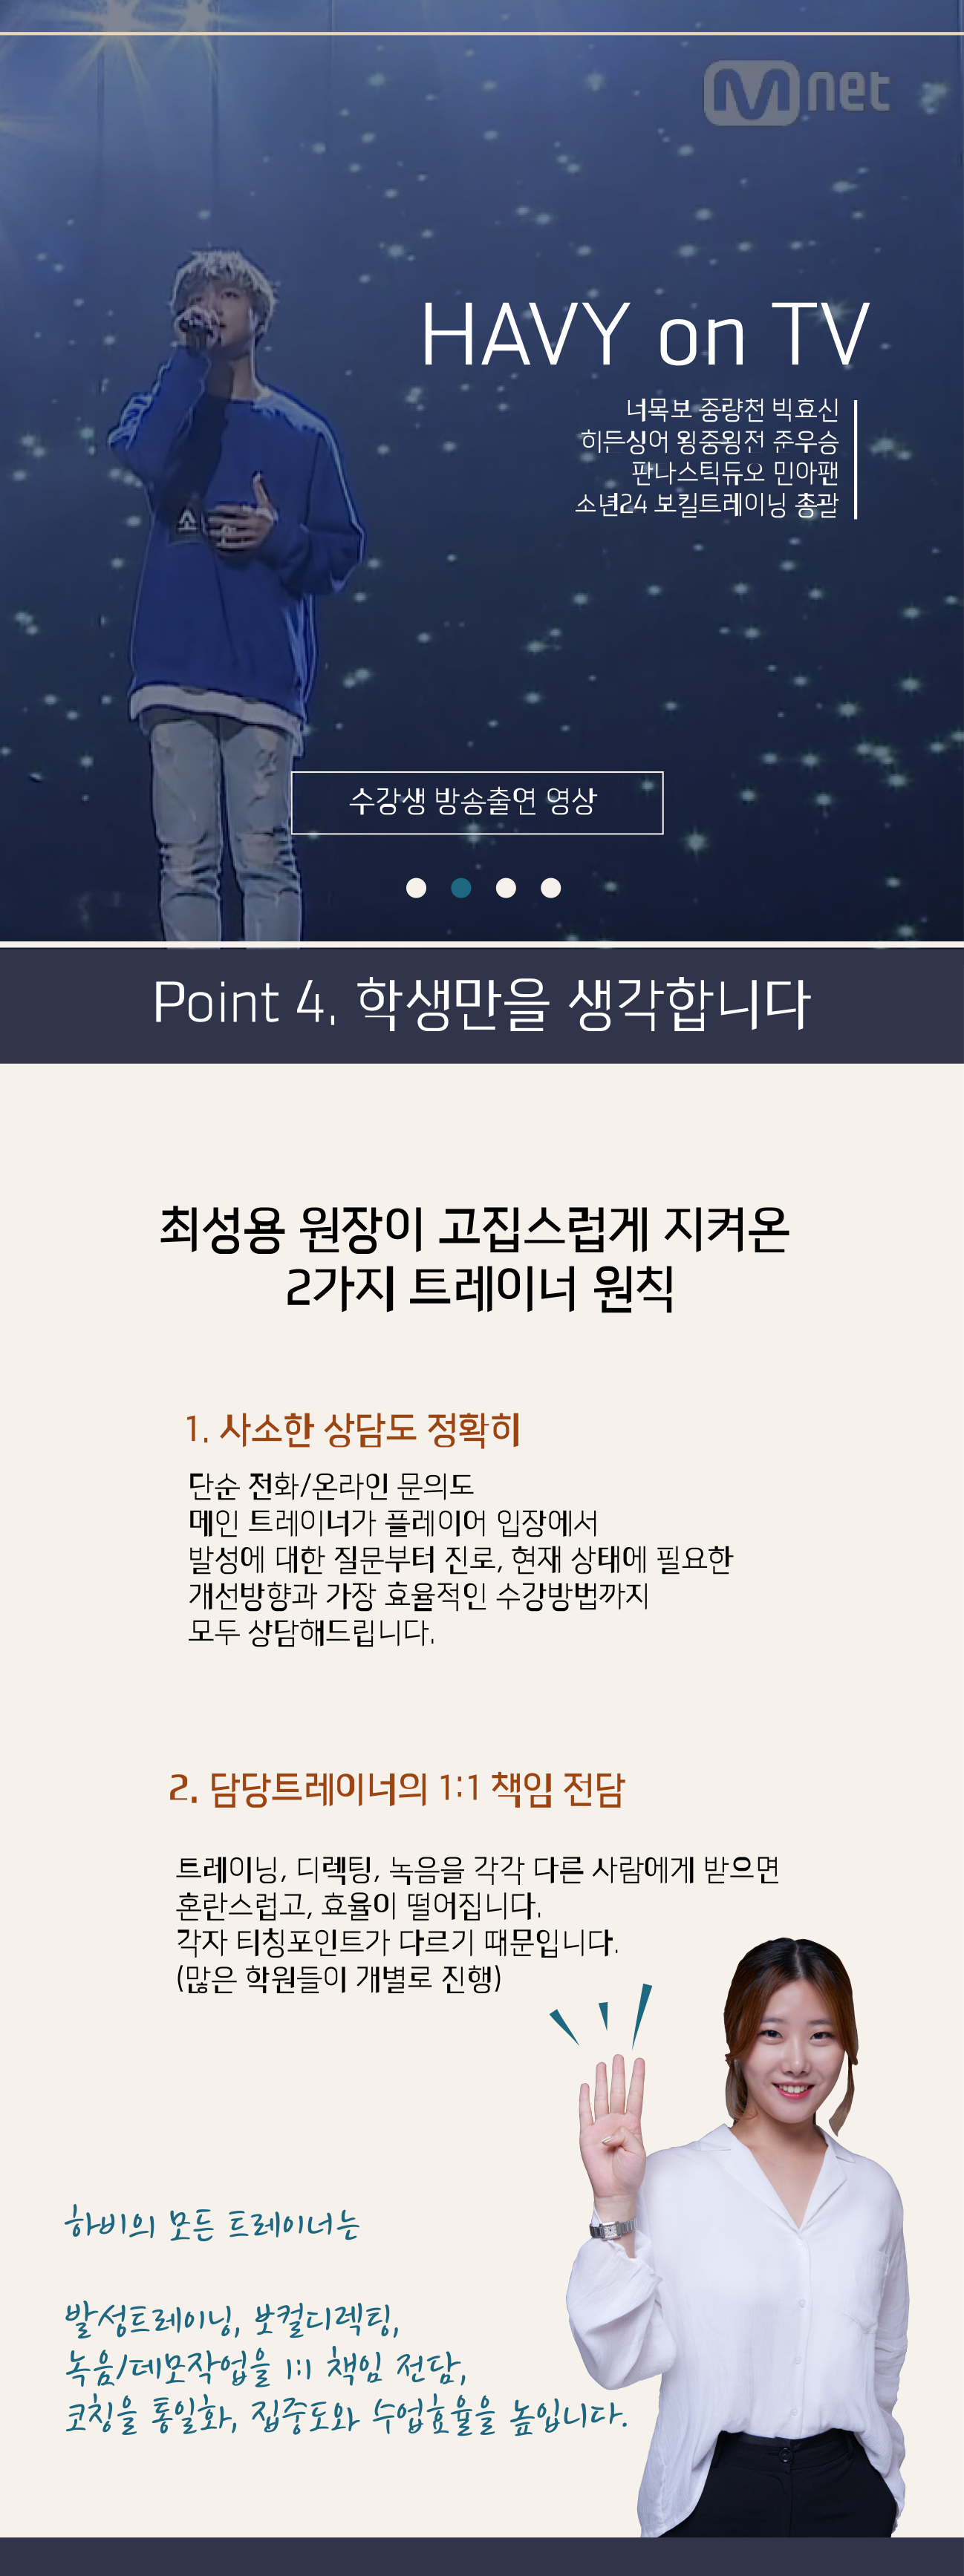 Mnet
HAVY on TV
너목보 중량천 박효신
히든싱어 왕중왕전 준우승
판타스틱듀오 민아팬
소년24 보컬트레이닝 총괄
소
소
수강생 방송출연 영상
Point 4. 학생만을 생각합니다
최성용 원장이 고집스럽게 지켜온
2가지 트레이너 원칙
1. 사소한 상담도 정확히
단순 전화/온라인 문의도
메인 트레이너가 플레이어 입장에서
발성에 대한 질문부터 진로, 현재 상태에 필요한
개선방향과 가장 효율적인 수강방법까지
모두 상담해드립니다.
2. 담당트레이너의 1:1 책임 전담
트레이닝, 디렉팅, 녹음을 각각 다른 사람에게 받으면
혼란스럽고, 효율이 떨어집니다.
각자 티칭포인트가 다르기 때문입니다.
(많은 학원들이 개별로 진행)
하비의 모든 트레이너는
발성트레이닝, 보컬디렉팅,
녹음/데모작업을 1:1 책임 전담,
코칭을 통일화, 집중도와 수업효율을 높입니다.